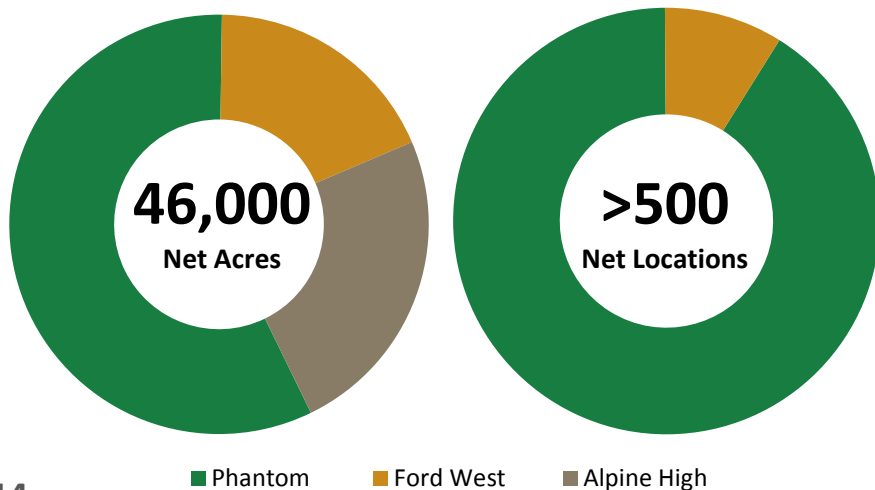 46,000
Net Acres
>500
Net Locations
Phantom
Ford West
Alpine High